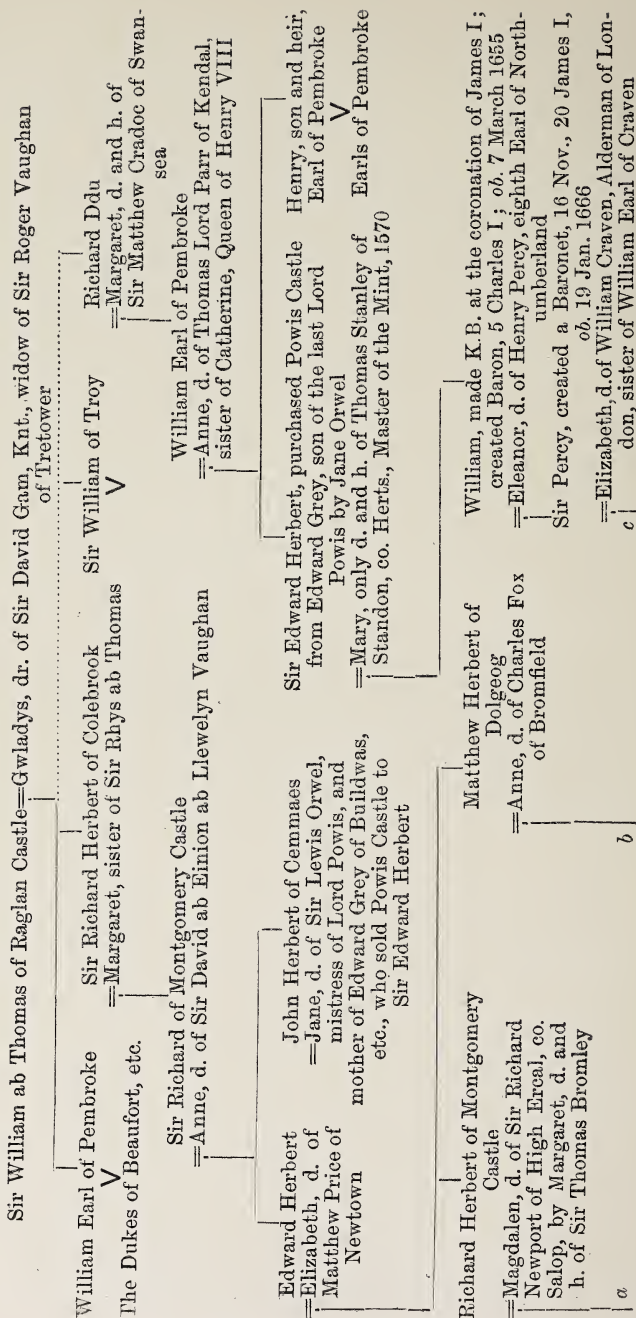 Sir William ab Thomas of Raglan Castle=Gwladys, dr. of Sir David Gam, Knt., widow of Sir Roger Vaughan
of Tretower
William Earl of Pembroke
V
The Dukes of Beaufort, etc.
Sir Richard Herbert of Colebrook
=Margaret, sister of Sir Rhys ab Thomas
Sir William of Troy
V
Richard Ddu
=Margaret, d. and h. of
Sir Matthew Cradoc of Swan-
sea
Sir Richard of Montgomery Castle
=Anne, d. of Sir David ab Einion ab Llewelyn Vaughan
William Earl of Pembroke
=Anne, d. of Thomas Lord Parr of Kendal,
sister of Catherine, Queen of Henry VIII
Edward Herbert
=Elizabeth, d. of
Matthew Price of
Newtown
John Herbert of Cemmaes
=Jane, d. of Sir Lewis Orwel,
mistress of Lord Powis, and
mother of Edward Grey of Buildwas,
etc., who sold Powis Castle to
Sir Edward Herbert
Sir Edward Herbert, purchased Powis Castle
from Edward Grey, son of the last Lord
Powis by Jane Orwel
=Mary, only d. and h. of Thomas Stanley of
Standon, co. Herts., Master of the Mint, 1570
Henry, son and heir,
Earl of Pembroke
V
Earls of Pembroke
Richard Herbert of Montgomery
Castle
=Magdalen, d. of Sir Richard
Newport of High Ercal, co.
Salop, by Margaret, d. and
h. of Sir Thomas Bromley
a
Matthew Herbert of
Dolgeog
=Anne, d. of Charles Fox
of Bromfield
b
William, made K.B. at the coronation of James I;
created Baron, 5 Charles I; ob. 7 March 1655
=Eleanor, d. of Henry Percy, eighth Earl of North-
umberland
Sir Percy, created a Baronet, 16 Nov., 20 James I,
ob. 19 Jan. 1666
=Elizabeth, d. of William Craven, Alderman of Lon-
don, sister of William Earl of Craven
c